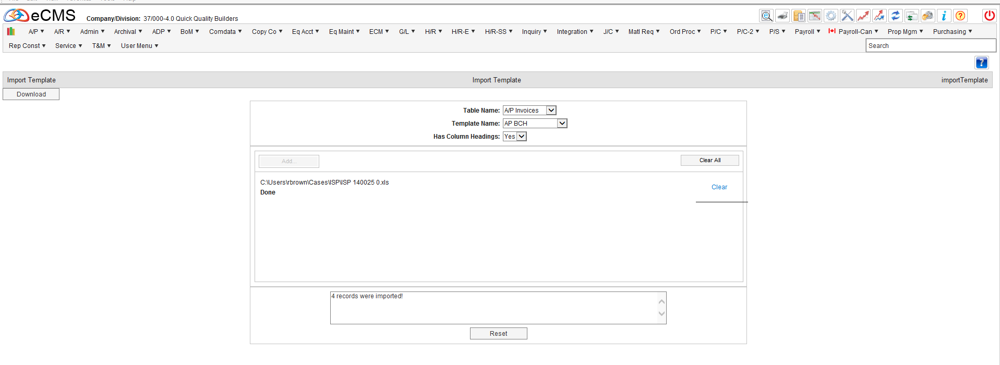 eCMS Company/Division: 37/000-4.0 Quick Quality Builders
A/P A/R Admin Archival ADP BoM Comdata Copy Co Eq Acct Eq Maint ECM G/L H/R H/R-E H/R-SS Inquiry Integration J/C Matl Req Ord Proc P/C P/C-2 P/S Payroll Payroll-Can Prop Mgm Purchasing
Rep Const Service T&M User Menu Search
Import Template Import Template importTemplate
Download
Table Name: A/P Invoices
Template Name: AP BCH
Has Column Headings: Yes
Add... Clear All
C:\Users\rbrown\Cases\ISP\ISP 140025 0.xls
Clear
Done
4 records were imported!
Reset